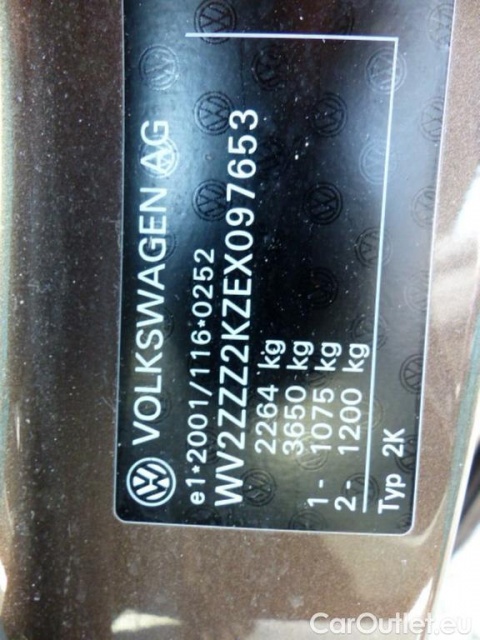 VOLKSWAGEN AG
e1*2001/116*0252
WV2ZZZ2KZEX097653
2264 kg
3650 kg
1- 1075 kg
2- 1200 kg
Typ 2K
CarOutlet.eu